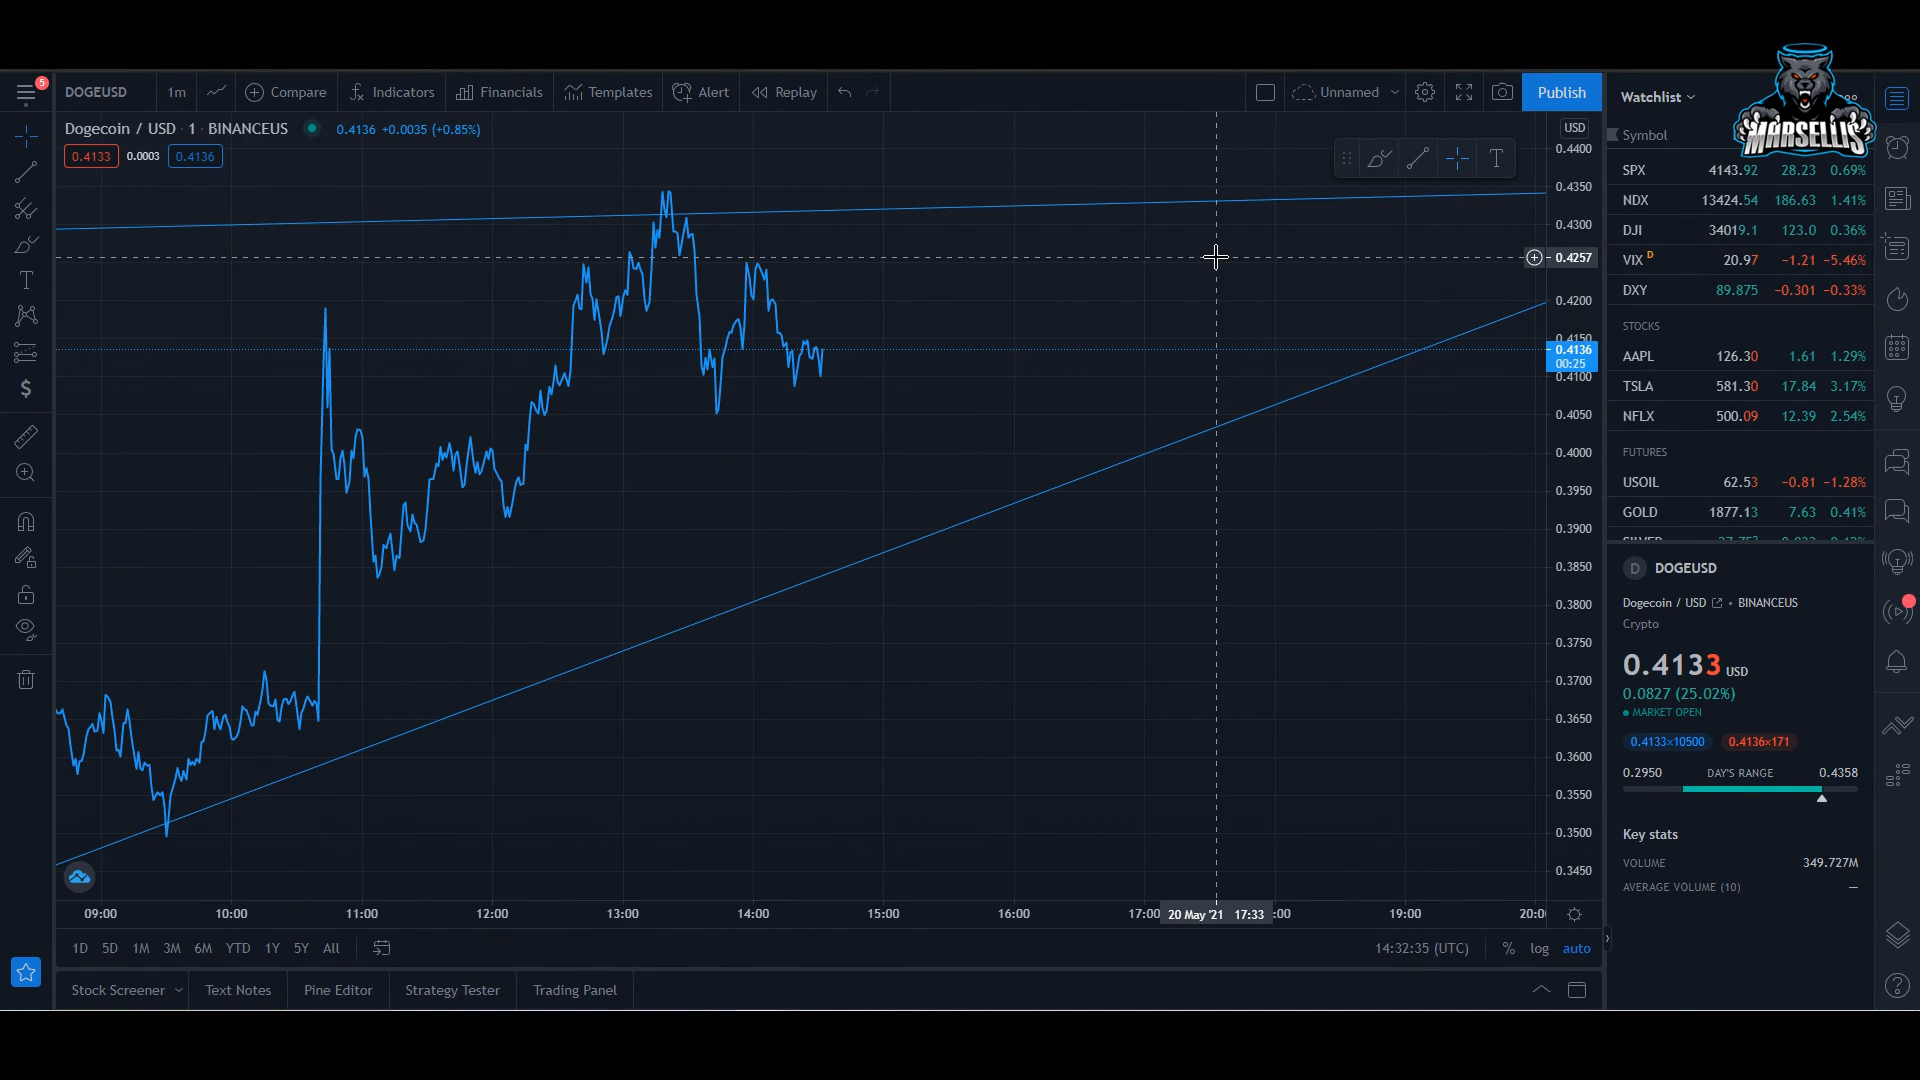 5
DOGEUSD 1m Compare Indicators Financials Templates Alert Replay Unnamed Publish
Dogecoin / USD · 1 · BINANCEUS 0.4136 +0.0035 (+0.85%)
0.4133 0.0003 0.4136
T
USD
0.4400
0.4350
0.4300
0.4257
0.4200
0.4150
0.4136
00:25
0.4100
0.4050
0.4000
0.3950
0.3900
0.3850
0.3800
0.3750
0.3700
0.3650
0.3600
0.3550
0.3500
0.3450
09:00 10:00 11:00 12:00 13:00 14:00 15:00 16:00 17:00 20 May '21 17:33 :00 19:00 20:0
1D 5D 1M 3M 6M YTD 1Y 5Y All 14:32:35 (UTC) % log auto
Stock Screener Text Notes Pine Editor Strategy Tester Trading Panel
Watchlist
MARSELLIS
Symbol
SPX 4143.92 28.23 0.69%
NDX 13424.54 186.63 1.41%
DJI 34019.1 123.0 0.36%
VIX D 20.97 −1.21 −5.46%
DXY 89.875 −0.301 −0.33%
STOCKS
AAPL 126.30 1.61 1.29%
TSLA 581.30 17.84 3.17%
NFLX 500.09 12.39 2.54%
FUTURES
USOIL 62.53 −0.81 −1.28%
GOLD 1877.13 7.63 0.41%
D DOGEUSD
Dogecoin / USD • BINANCEUS
Crypto
0.4133 USD
0.0827 (25.02%)
MARKET OPEN
0.4133×10500 0.4136×171
0.2950 DAY'S RANGE 0.4358
Key stats
VOLUME 349.727M
AVERAGE VOLUME (10) —